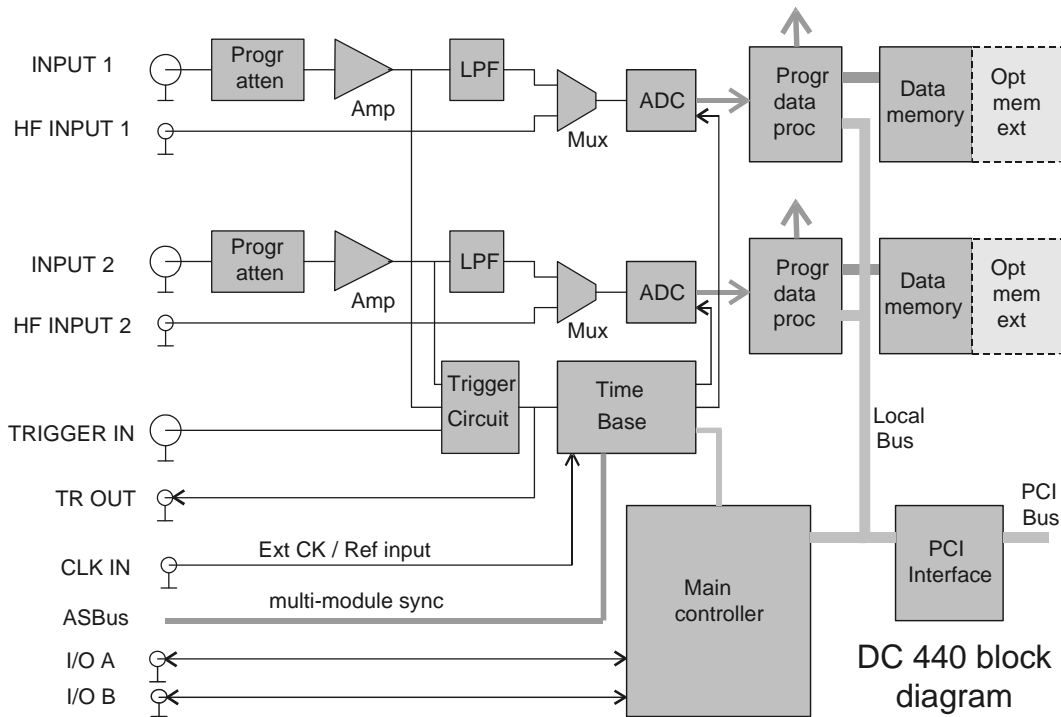 INPUT 1
Progr
atten
Amp
LPF
Mux
ADC
Progr
data
proc
Data
memory
Opt
mem
ext
HF INPUT 1
INPUT 2
Progr
atten
Amp
LPF
Mux
ADC
Progr
data
proc
Data
memory
Opt
mem
ext
HF INPUT 2
Trigger
Circuit
Time
Base
TRIGGER IN
Local
Bus
TR OUT
PCI
Bus
CLK IN
Ext CK / Ref input
Main
controller
PCI
Interface
ASBus
multi-module sync
I/O A
I/O B
DC 440 block
diagram